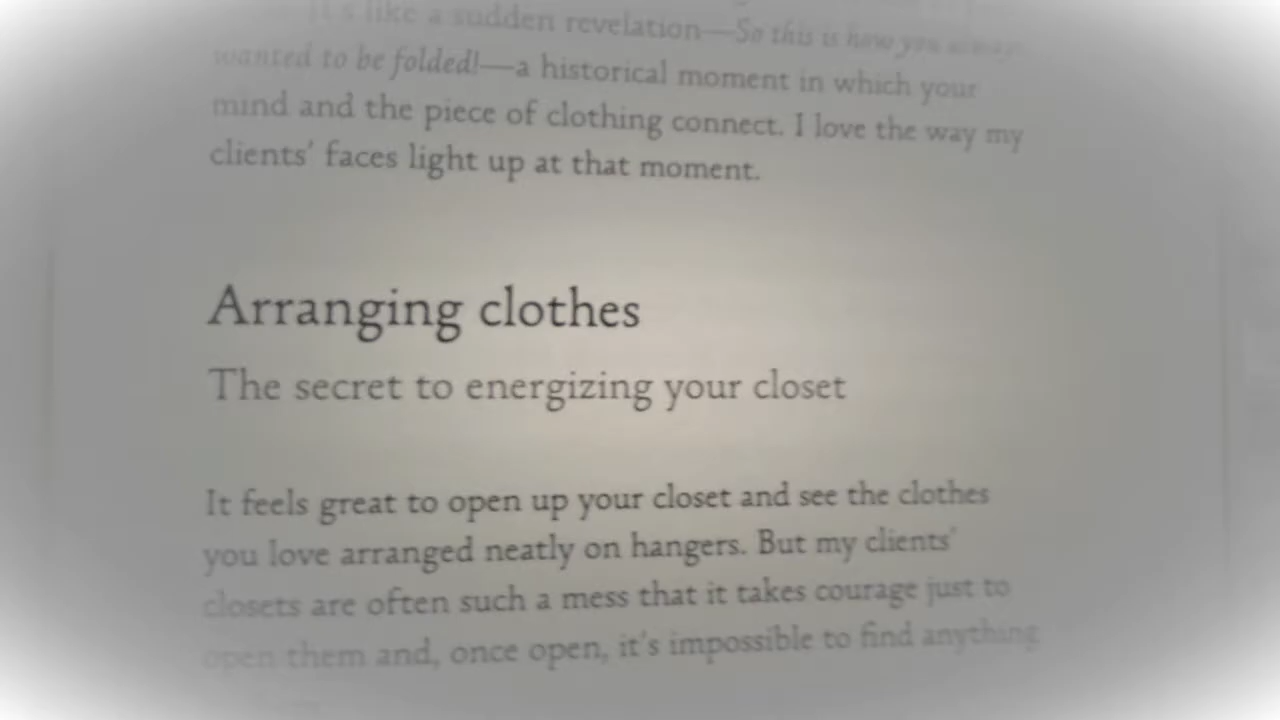 It's like a sudden revelation—So this is how you always
wanted to be folded!—a historical moment in which your
mind and the piece of clothing connect. I love the way my
clients' faces light up at that moment.
Arranging clothes
The secret to energizing your closet
It feels great to open up your closet and see the clothes
you love arranged neatly on hangers. But my clients'
closets are often such a mess that it takes courage just to
open them and, once open, it's impossible to find anything